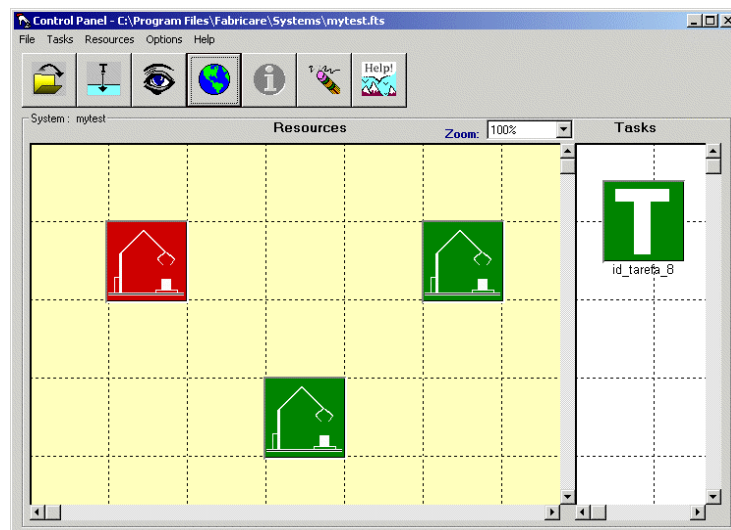 Control Panel - C:\Program Files\Fabricare\Systems\mytest.fts
File Tasks Resources Options Help
Help!
System : mytest
Resources
Zoom: 100%
Tasks
T
id_tarefa_8